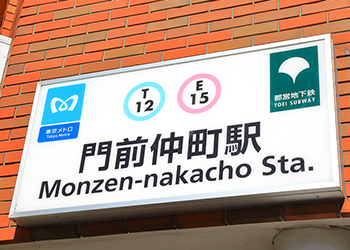 東京メトロ
Tokyo Metro
T
12
E
15
都営地下鉄
TOEI SUBWAY
門前仲町駅
Monzen-nakacho Sta.